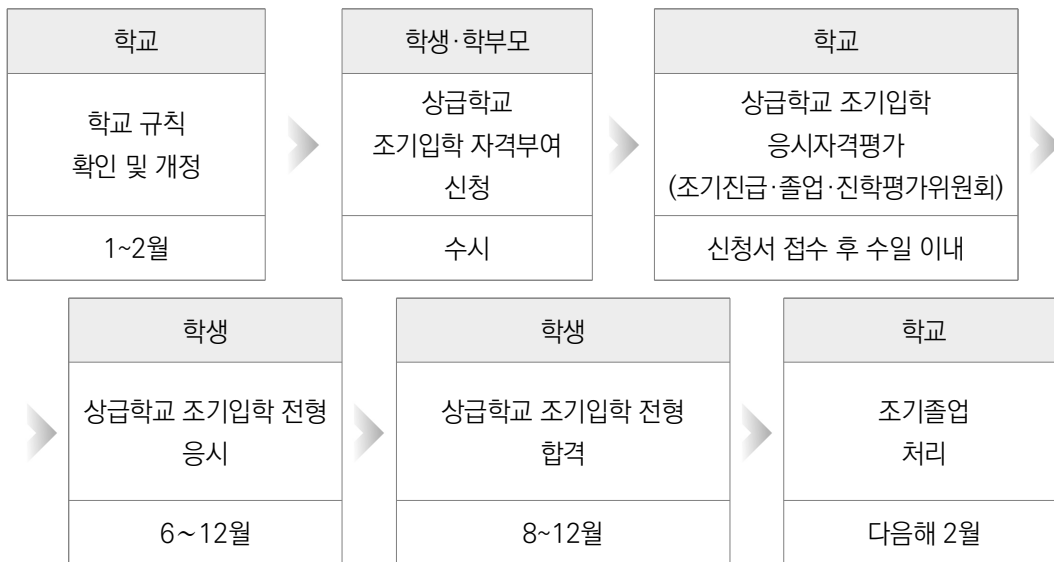 학교
학교 규칙
확인 및 개정
1~2월
학생·학부모
상급학교
조기입학 자격부여
신청
수시
학교
상급학교 조기입학
응시자격평가
(조기진급·졸업·진학평가위원회)
신청서 접수 후 수일 이내
학생
상급학교 조기입학 전형
응시
6～12월
학생
상급학교 조기입학 전형
합격
8~12월
학교
조기졸업
처리
다음해 2월